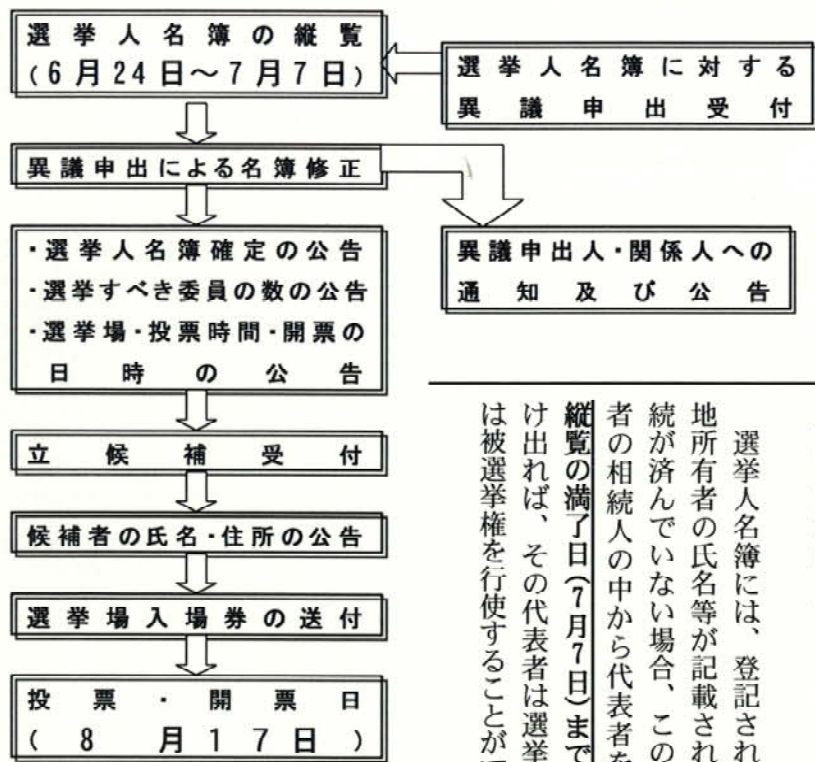 選挙人名簿の縦覧
(6月24日~7月7日)
選挙人名簿に対する
異議申出受付
異議申出による名簿修正
異議申出人・関係人への
通知及び公告
・選挙人名簿確定の公告
・選挙すべき委員の数の公告
・選挙場・投票時間・開票の
日時の公告
立候補受付
候補者の氏名・住所の公告
選挙場入場券の送付
投票・開票日
(8月17日)
選挙人名簿には、登記され
地所有者の氏名等が記載され
続が済んでいない場合、この
者の相続人の中から代表者を
縦覧の満了日(7月7日)まで
け出れば、その代表者は選挙
は被選挙権を行使することが